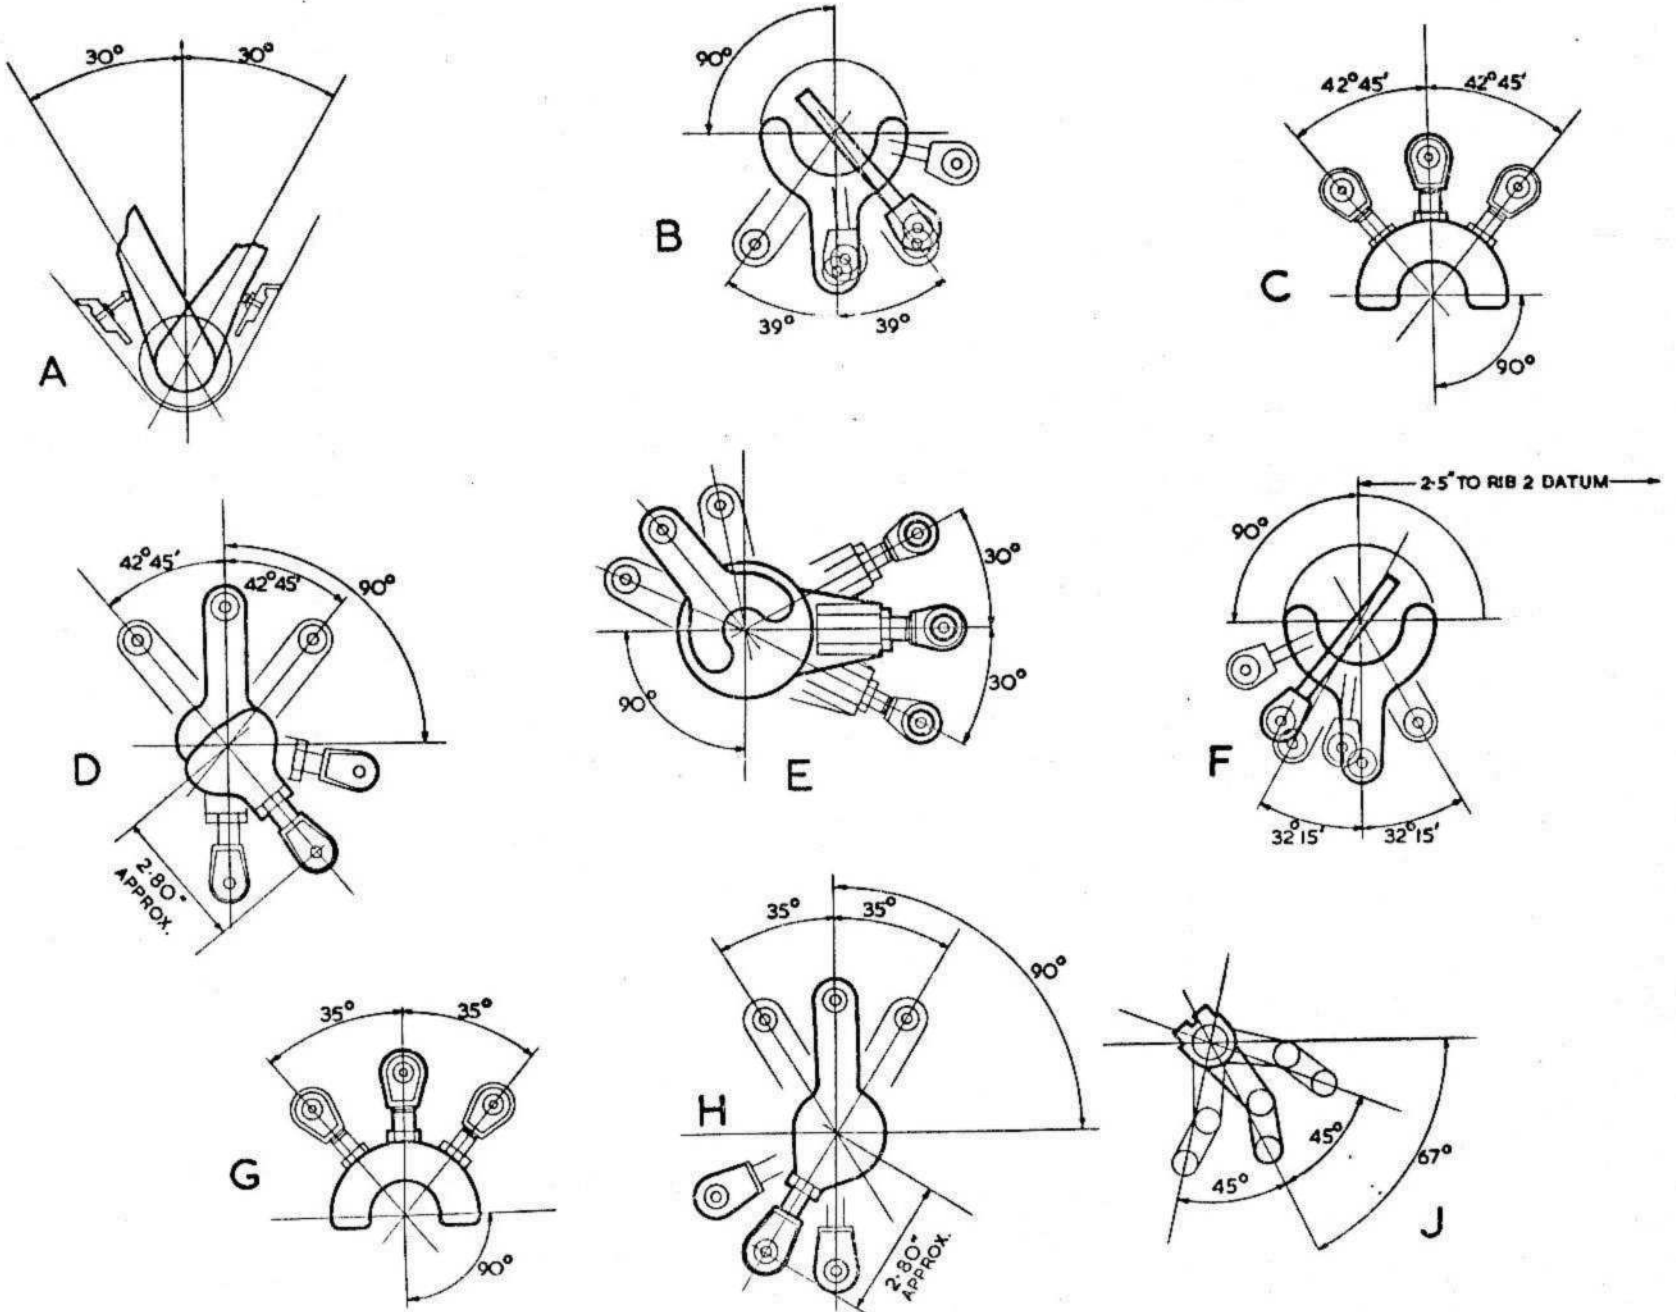 30° 30°
A
90°
B
39° 39°
42°45' 42°45'
C
90°
42°45' 42°45' 90°
D
2·80"
APPROX.
30°
90° 30°
E
2·5" TO RIB 2 DATUM
90°
F
32°15' 32°15'
35° 35°
G
90°
35° 35°
90°
H
2·80"
APPROX.
45°
67°
45°
J